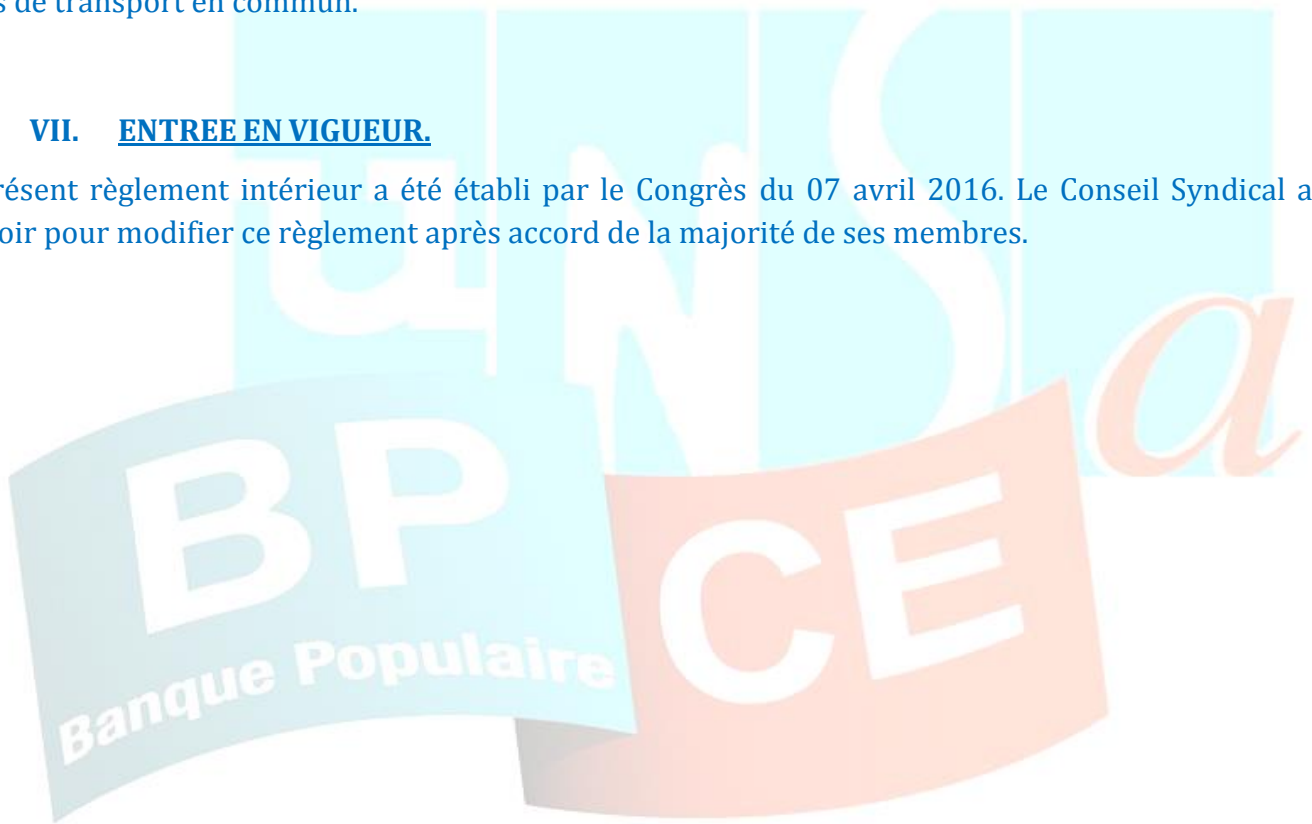 s de transport en commun.
VII. ENTREE EN VIGUEUR.
résent règlement intérieur a été établi par le Congrès du 07 avril 2016. Le Conseil Syndical a
oir pour modifier ce règlement après accord de la majorité de ses membres.
uNSa
BP
CE
Banque Populaire